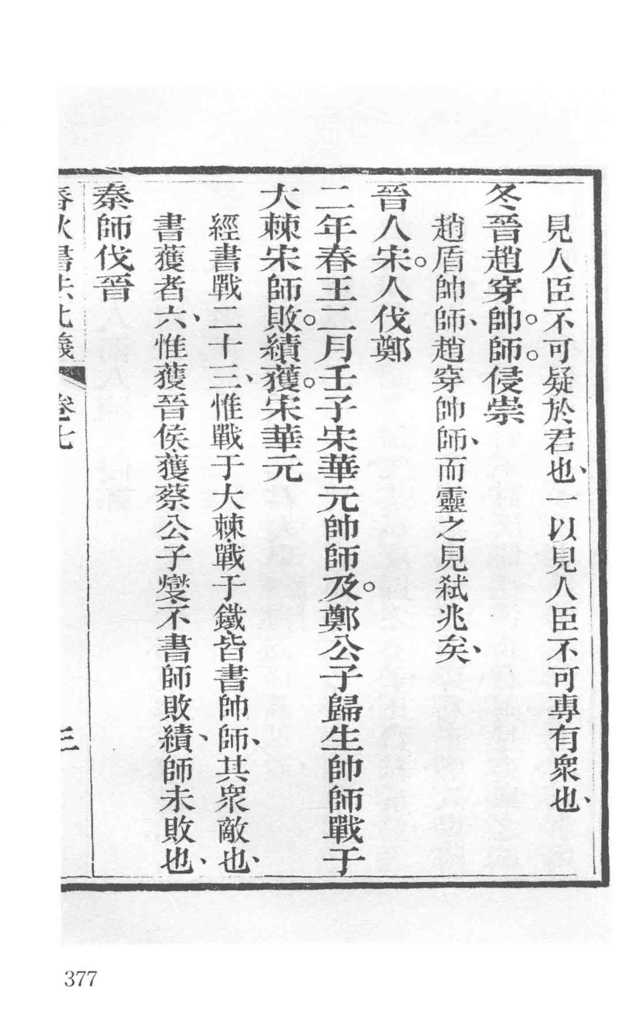 見人臣不可疑於君也、一以見人臣不可專有衆也、
冬晉趙穿帥師侵崇
趙盾帥師、趙穿帥師、而靈之見弒兆矣、
晉人宋人伐鄭
二年春王二月壬子宋華元帥師及鄭公子歸生帥師戰于
大棘宋師敗績獲宋華元
經書戰二十三、惟戰于大棘、戰于鐵、皆書帥師、其衆敵也、
書獲者六、惟獲晉侯獲蔡公子燮、不書師敗績、師未敗也、
秦師伐晉
春秋書法比義
卷七
三
377